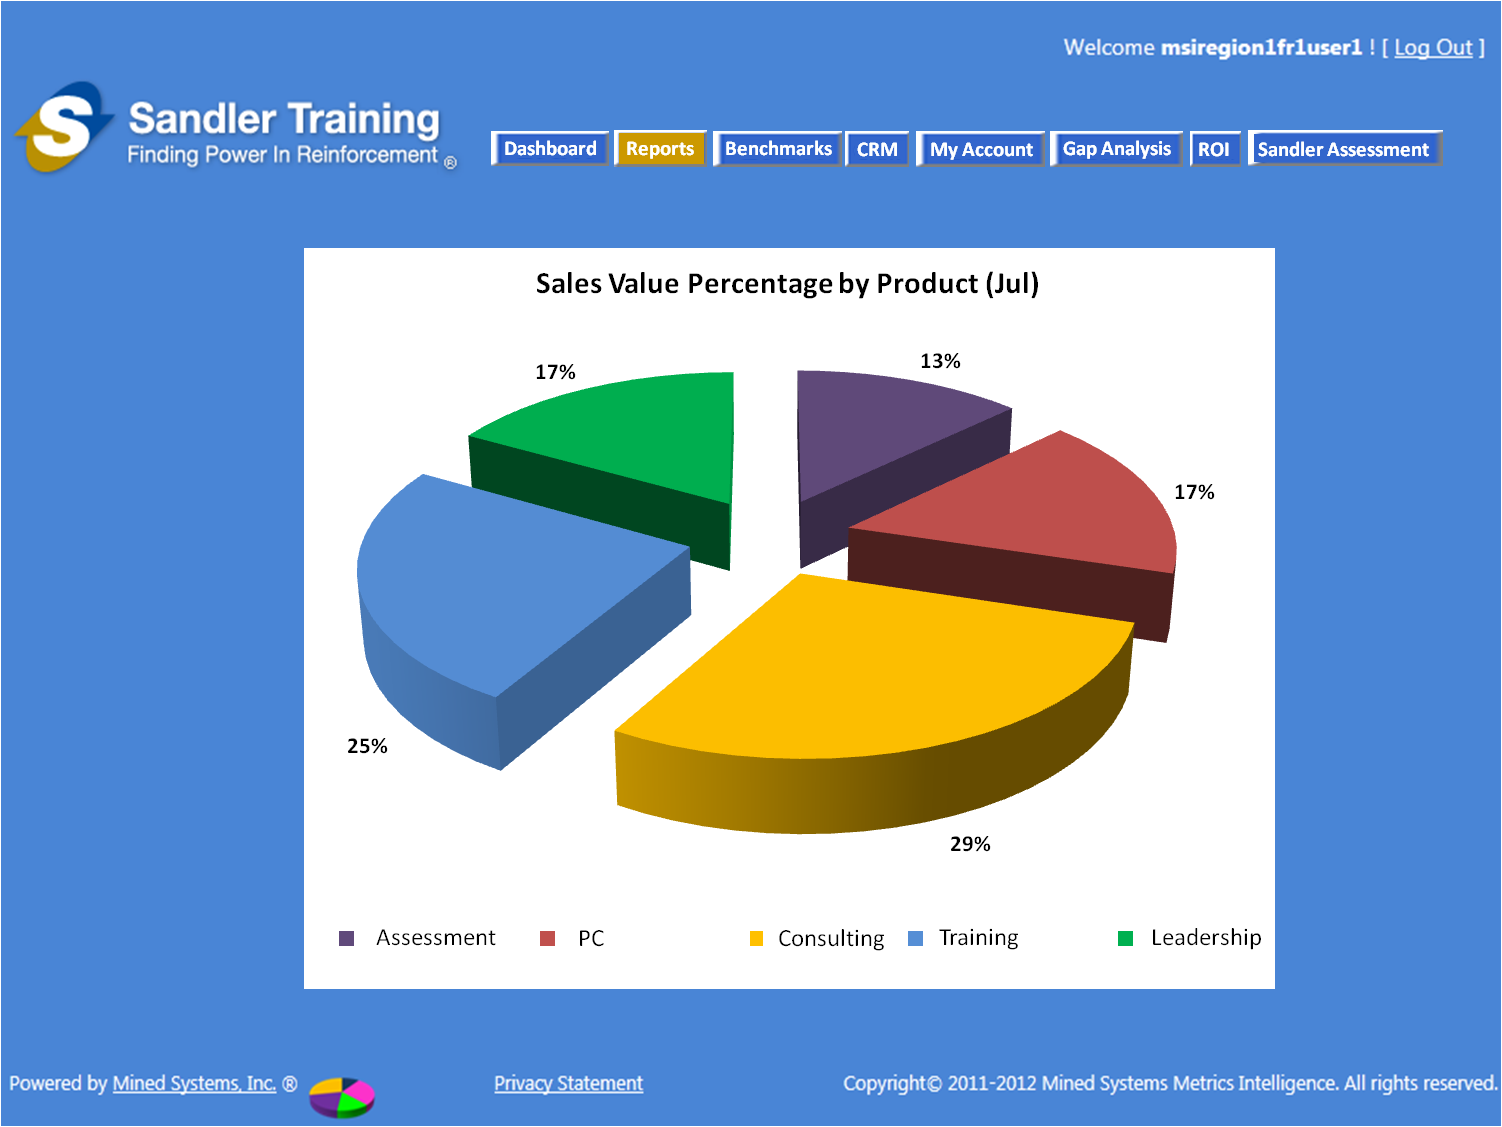 Welcome msiregion1fr1user1 ! [ Log Out ]
Sandler Training
Finding Power In Reinforcement ®
Dashboard Reports Benchmarks CRM My Account Gap Analysis ROI Sandler Assessment
Sales Value Percentage by Product (Jul)
13%
17%
17%
25%
29%
Assessment PC Consulting Training Leadership
Powered by Mined Systems, Inc. ® Privacy Statement Copyright© 2011-2012 Mined Systems Metrics Intelligence. All rights reserved.